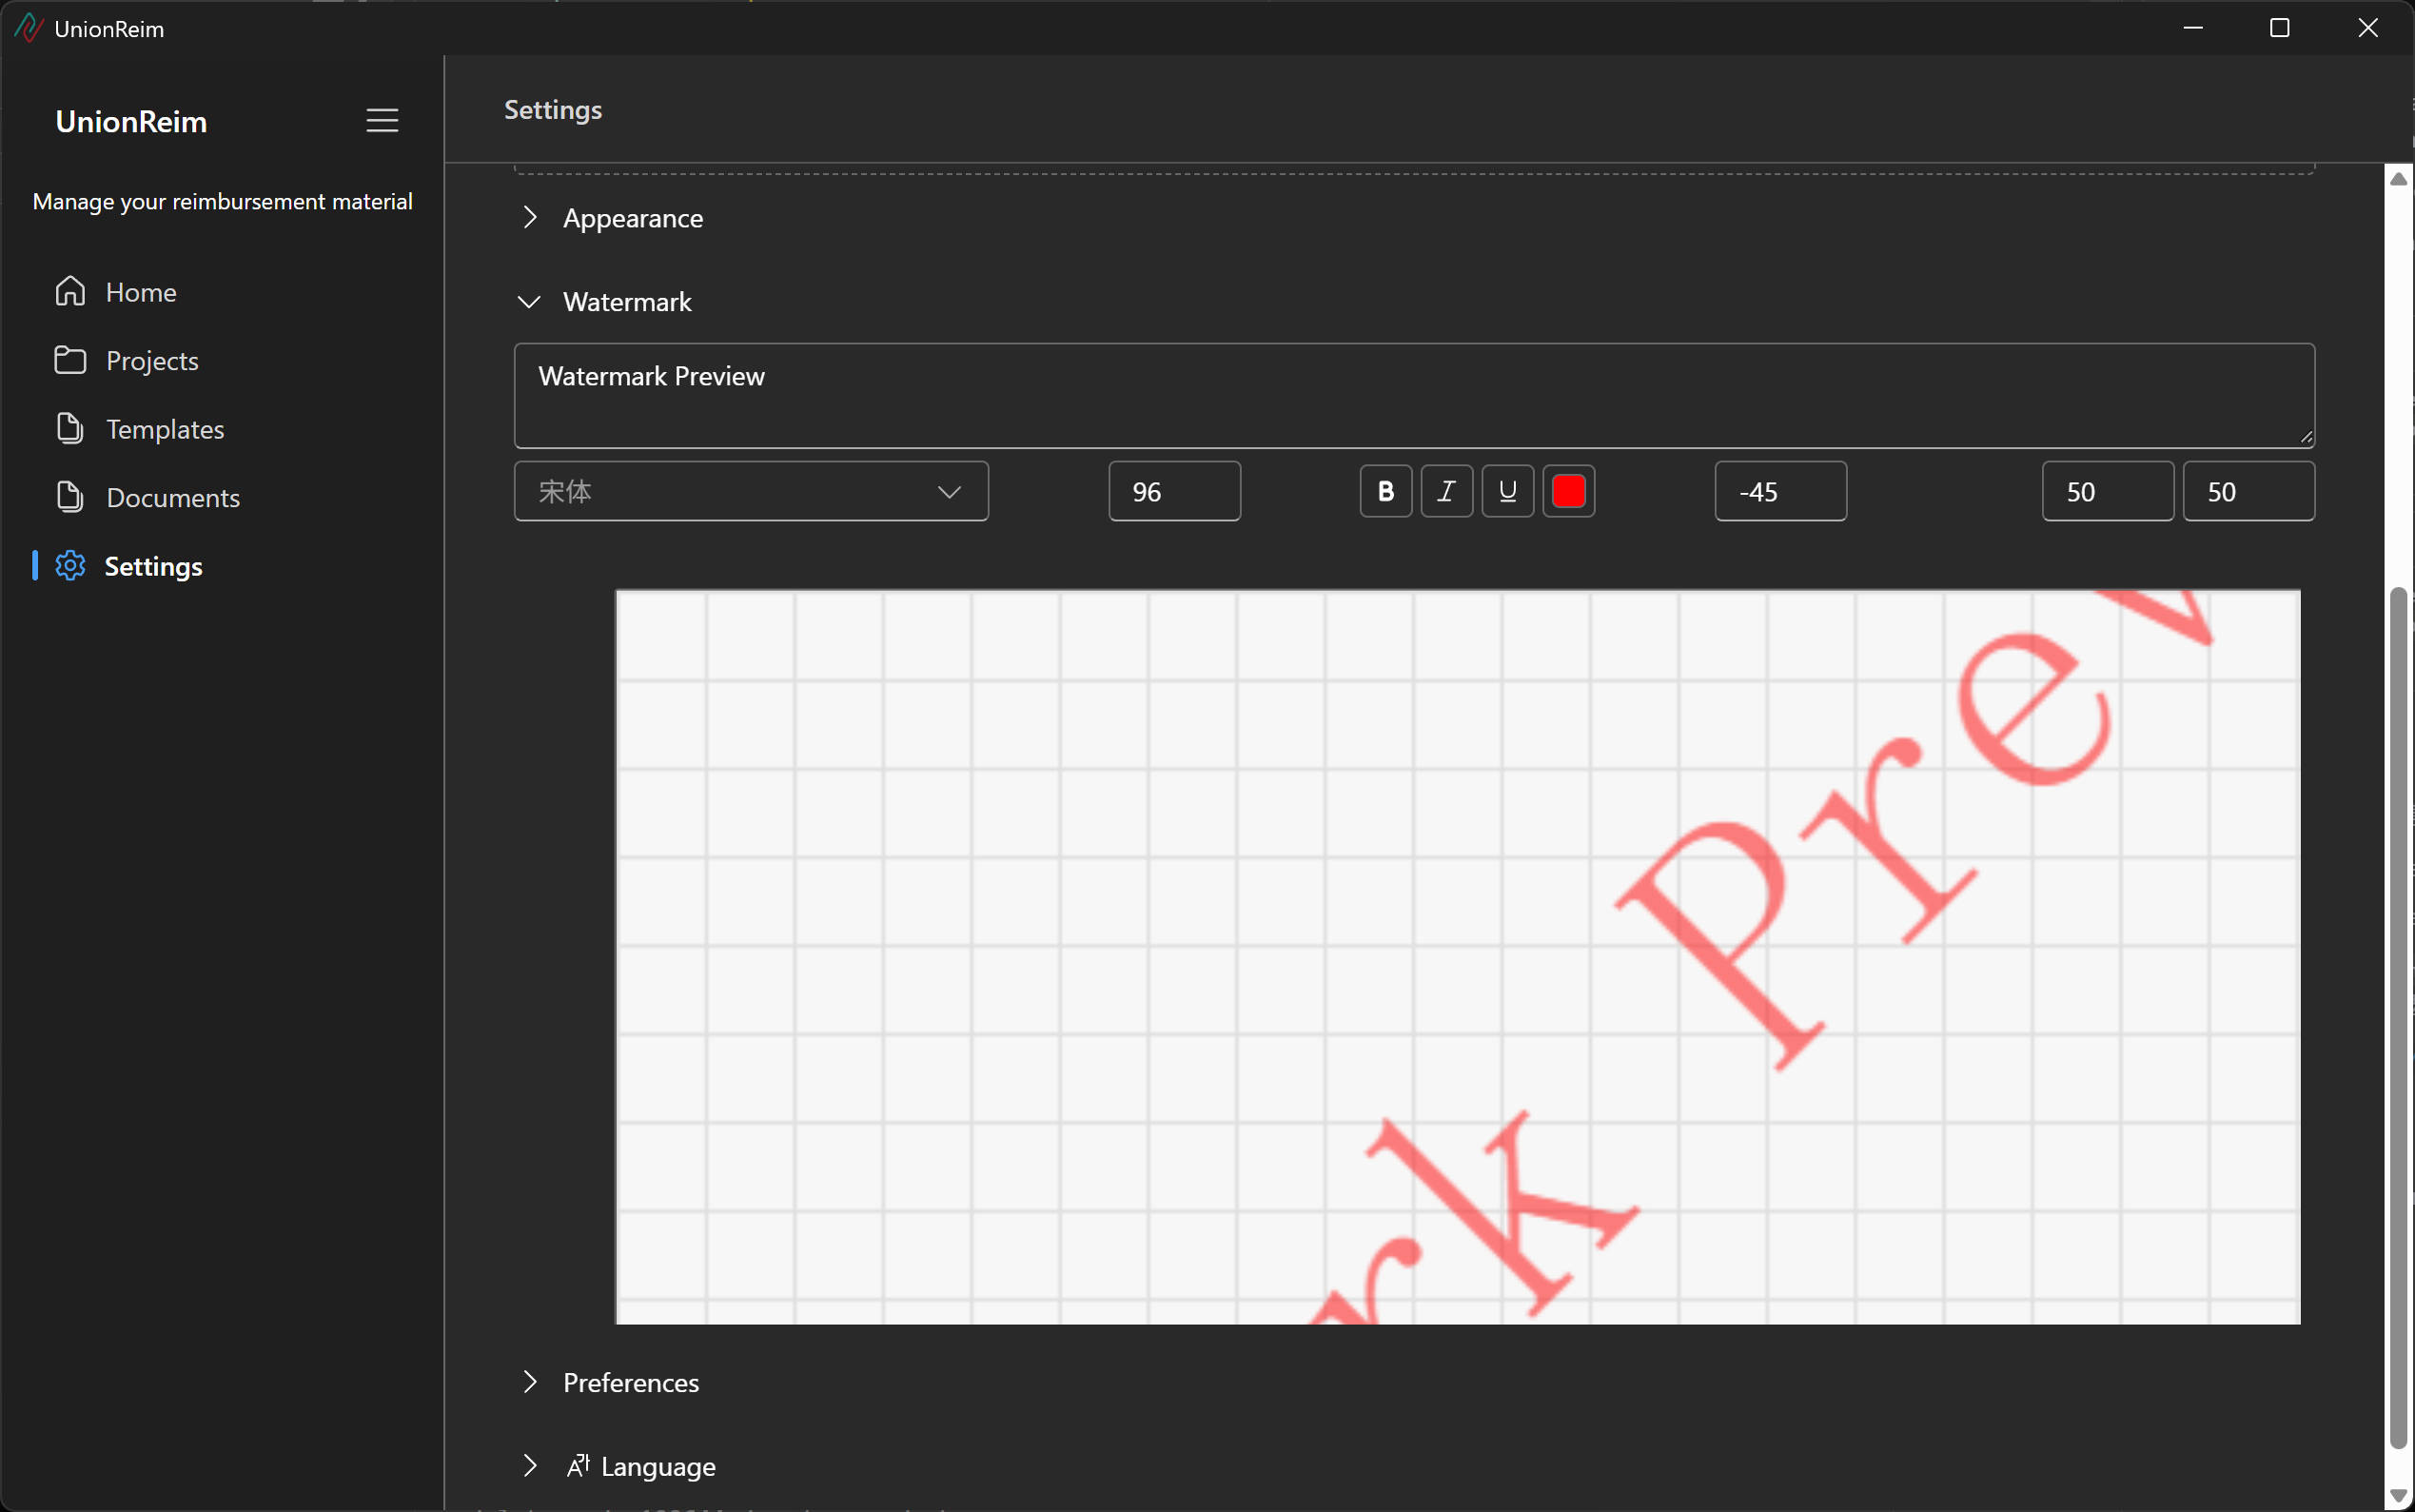 UnionReim
UnionReim
Manage your reimbursement material
Home
Projects
Templates
Documents
Settings
Settings
Appearance
Watermark
Watermark Preview
宋体
96
B I U
-45
50
50
rk Prev
Preferences
Language